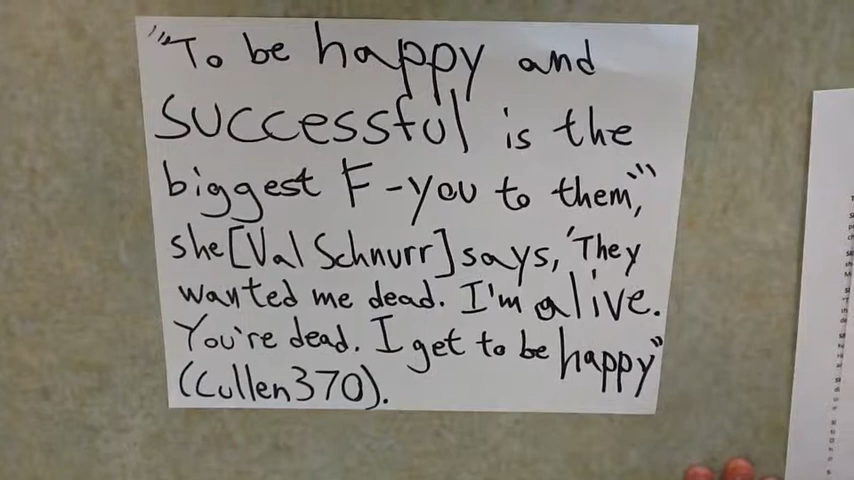 "'To be happy and
successful is the
biggest F-you to them,'"
she [Val Schnurr] says, 'They
wanted me dead. I'm alive.
You're dead. I get to be happy"
(Cullen 370).